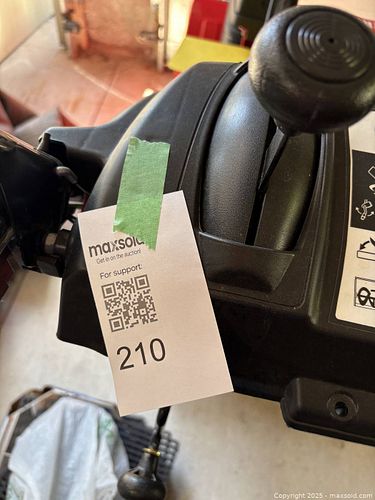 maxsold
Get in on the auction!
For support:
210
Copyright 2025 - maxsold.com